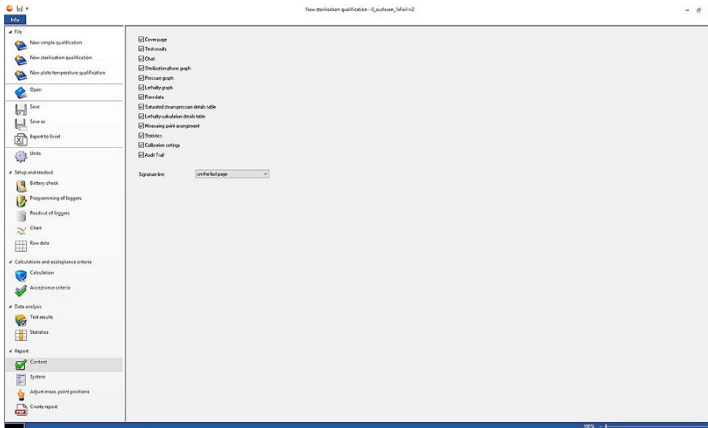 New sterilisation qualification - 6_auslesen_1xFail.vi2
Info
File
New simple qualification
New sterilisation qualification
New plate temperature qualification
Open
Save
Save as
Export to Excel
Units
Setup and readout
Battery check
Programming of loggers
Readout of loggers
Chart
Raw data
Calculations and acceptance criteria
Calculation
Acceptance criteria
Data analysis
Test results
Statistics
Report
Content
System
Adjust meas. point positions
Create report
Cover page
Test results
Chart
Sterilization phase graph
Pressure graph
Lethality graph
Raw data
Saturated steam pressure details table
Lethality calculation details table
Measuring point arrangement
Statistics
Calibration settings
Audit Trail
Signature line on the last page
100%